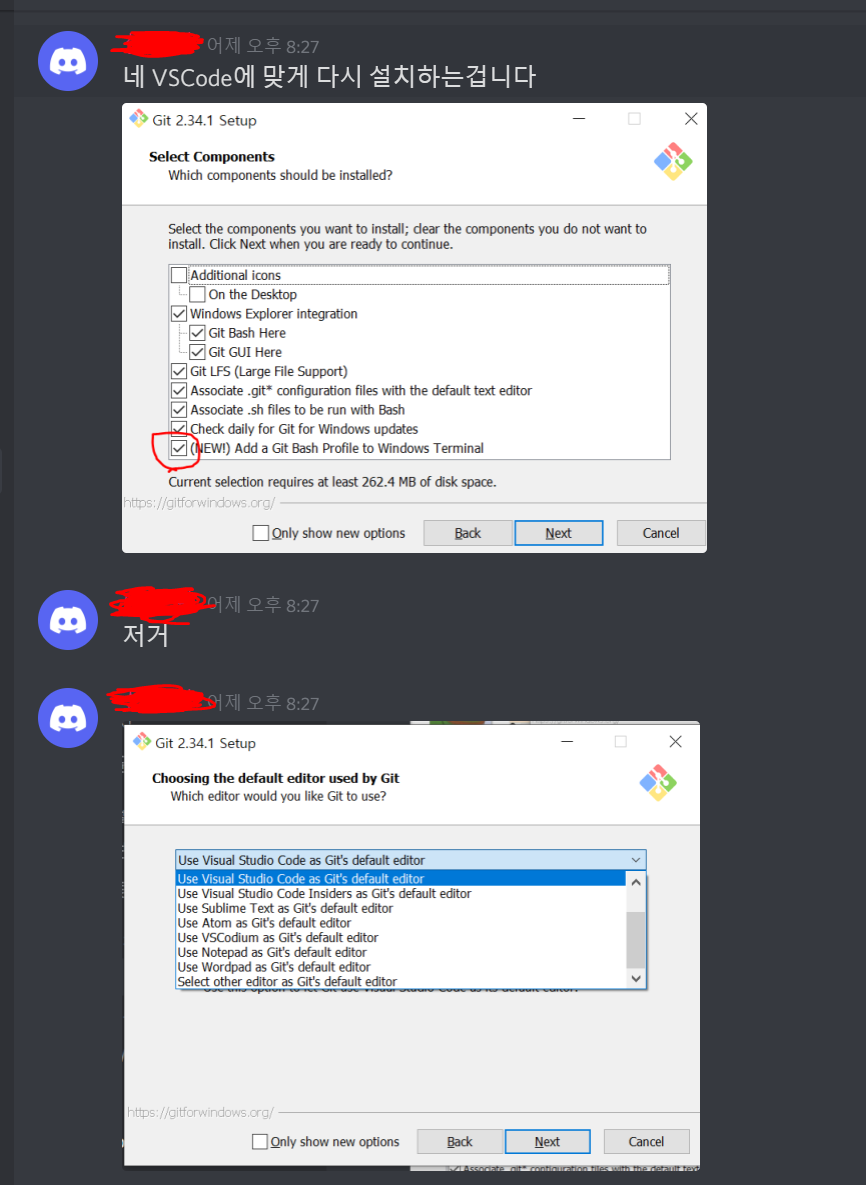 어제 오후 8:27
네 VSCode에 맞게 다시 설치하는겁니다
Git 2.34.1 Setup
Select Components
Which components should be installed?
Select the components you want to install; clear the components you do not want to
install. Click Next when you are ready to continue.
Additional icons
On the Desktop
Windows Explorer integration
Git Bash Here
Git GUI Here
Git LFS (Large File Support)
Associate .git* configuration files with the default text editor
Associate .sh files to be run with Bash
Check daily for Git for Windows updates
(NEW!) Add a Git Bash Profile to Windows Terminal
Current selection requires at least 262.4 MB of disk space.
https://gitforwindows.org/
Only show new options
Back
Next
Cancel
어제 오후 8:27
저거
어제 오후 8:27
Git 2.34.1 Setup
Choosing the default editor used by Git
Which editor would you like Git to use?
Use Visual Studio Code as Git's default editor
Use Visual Studio Code as Git's default editor
Use Visual Studio Code Insiders as Git's default editor
Use Sublime Text as Git's default editor
Use Atom as Git's default editor
Use VSCodium as Git's default editor
Use Notepad as Git's default editor
Use Wordpad as Git's default editor
Select other editor as Git's default editor
https://gitforwindows.org/
Only show new options
Back
Next
Cancel
Associate .git* configuration files with the default text